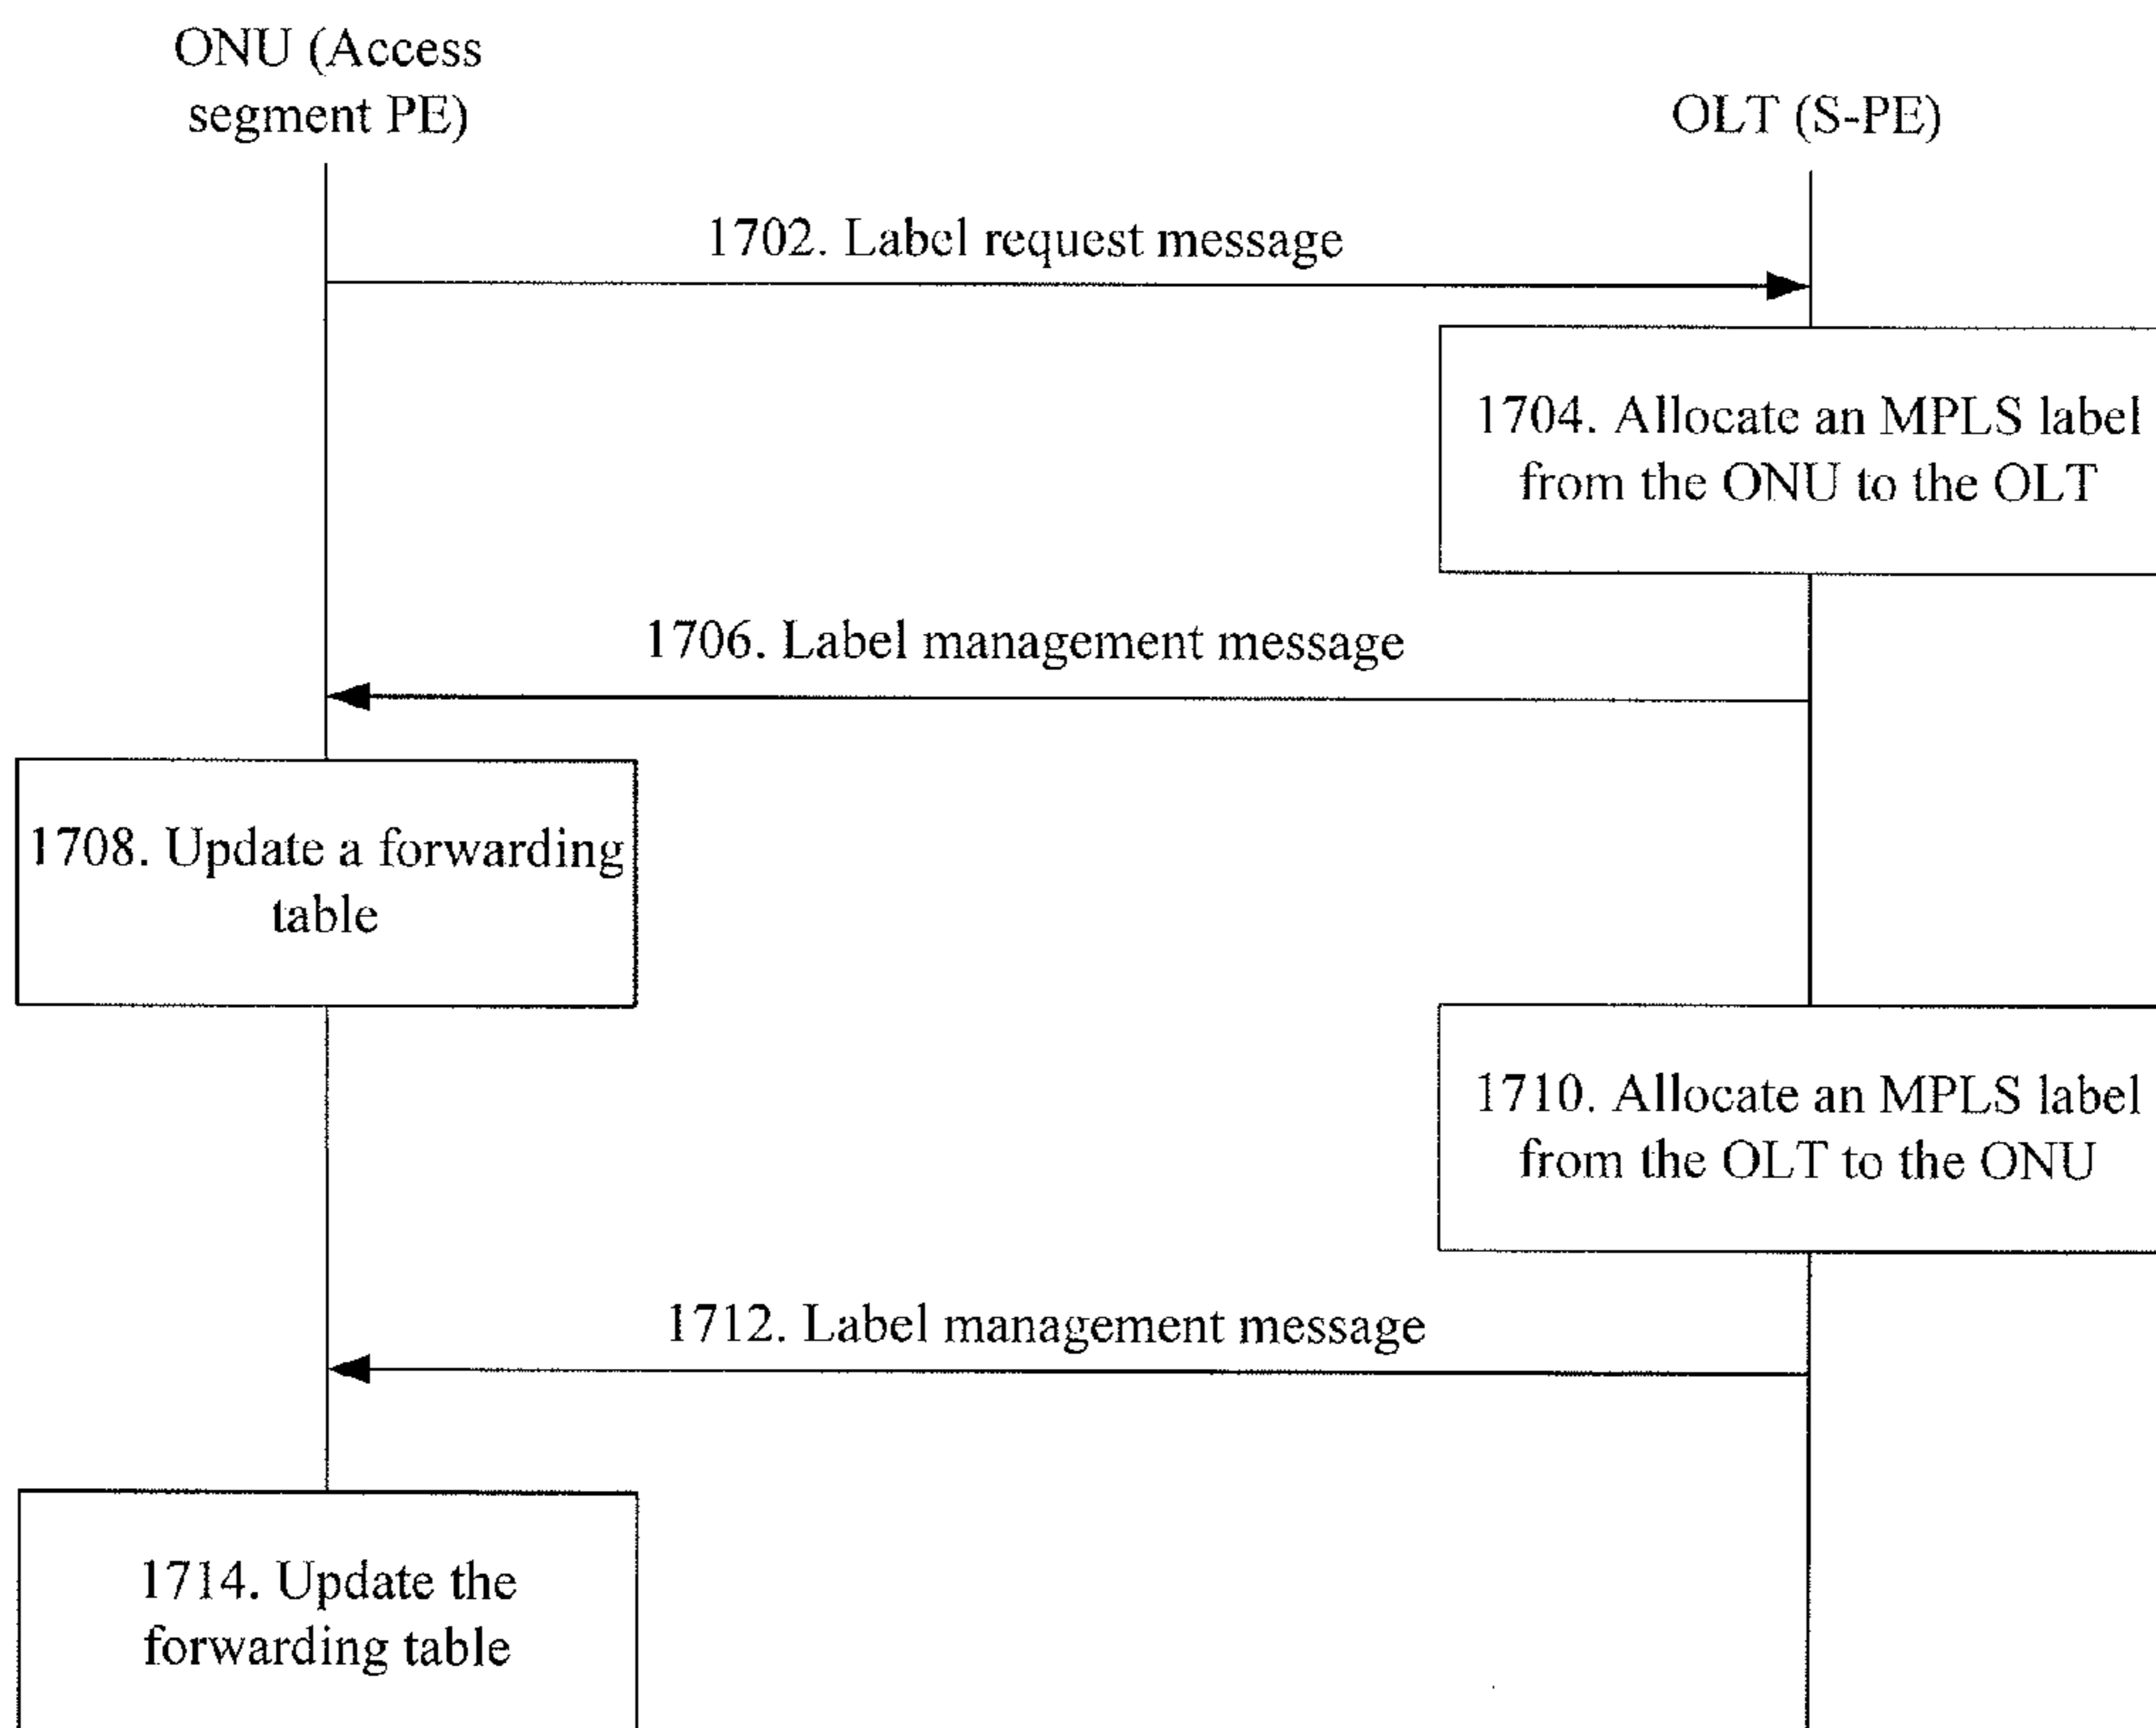 ONU (Access
segment PE)
OLT (S-PE)
1702. Label request message
1704. Allocate an MPLS label
from the ONU to the OLT
1706. Label management message
1708. Update a forwarding
table
1710. Allocate an MPLS label
from the OLT to the ONU
1712. Label management message
1714. Update the
forwarding table